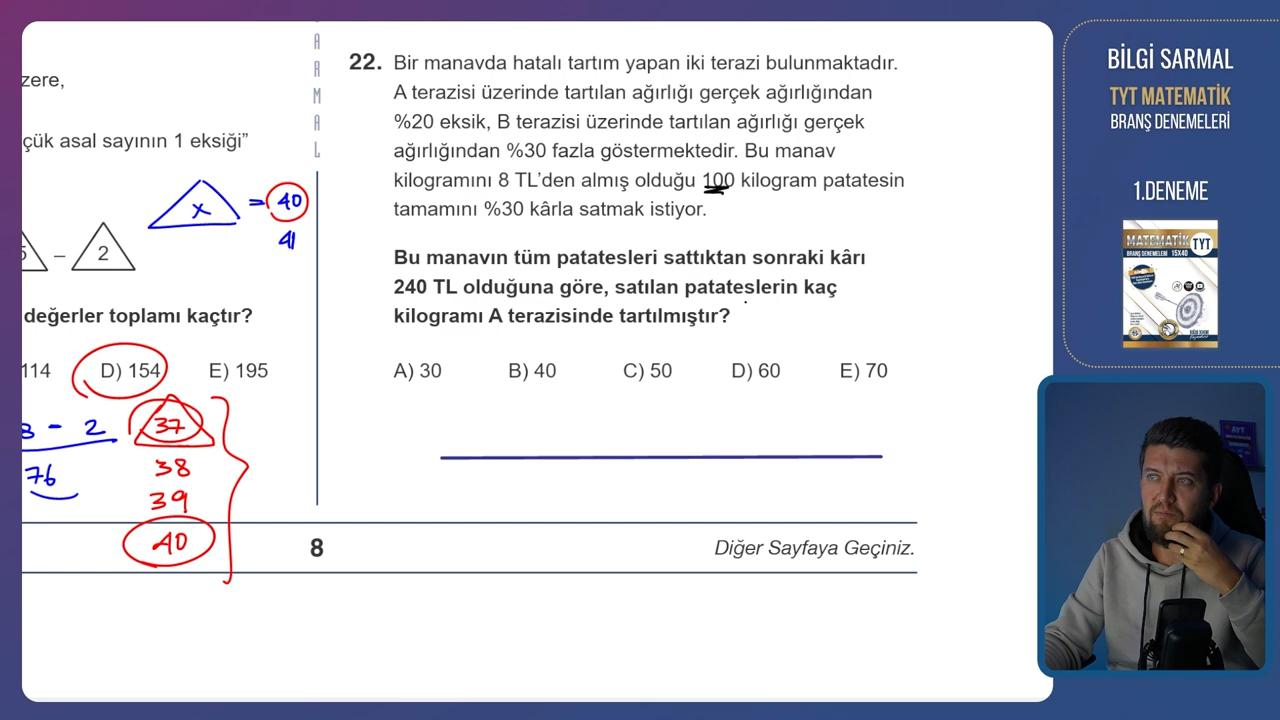 zere,
çük asal sayının 1 eksiği”
x = 40
41
– 2
değerler toplamı kaçtır?
114 D) 154 E) 195
- 2 37
76 38
39
40
A
R
M
A
L
22. Bir manavda hatalı tartım yapan iki terazi bulunmaktadır.
A terazisi üzerinde tartılan ağırlığı gerçek ağırlığından
%20 eksik, B terazisi üzerinde tartılan ağırlığı gerçek
ağırlığından %30 fazla göstermektedir. Bu manav
kilogramını 8 TL’den almış olduğu 100 kilogram patatesin
tamamını %30 kârla satmak istiyor.
Bu manavın tüm patatesleri sattıktan sonraki kârı
240 TL olduğuna göre, satılan patateslerin kaç
kilogramı A terazisinde tartılmıştır?
A) 30 B) 40 C) 50 D) 60 E) 70
8
Diğer Sayfaya Geçiniz.
BİLGİ SARMAL
TYT MATEMATİK
BRANŞ DENEMELERİ
1.DENEME
MATEMATİK TYT
BRANŞ DENEMELERİ 15X40
AYT